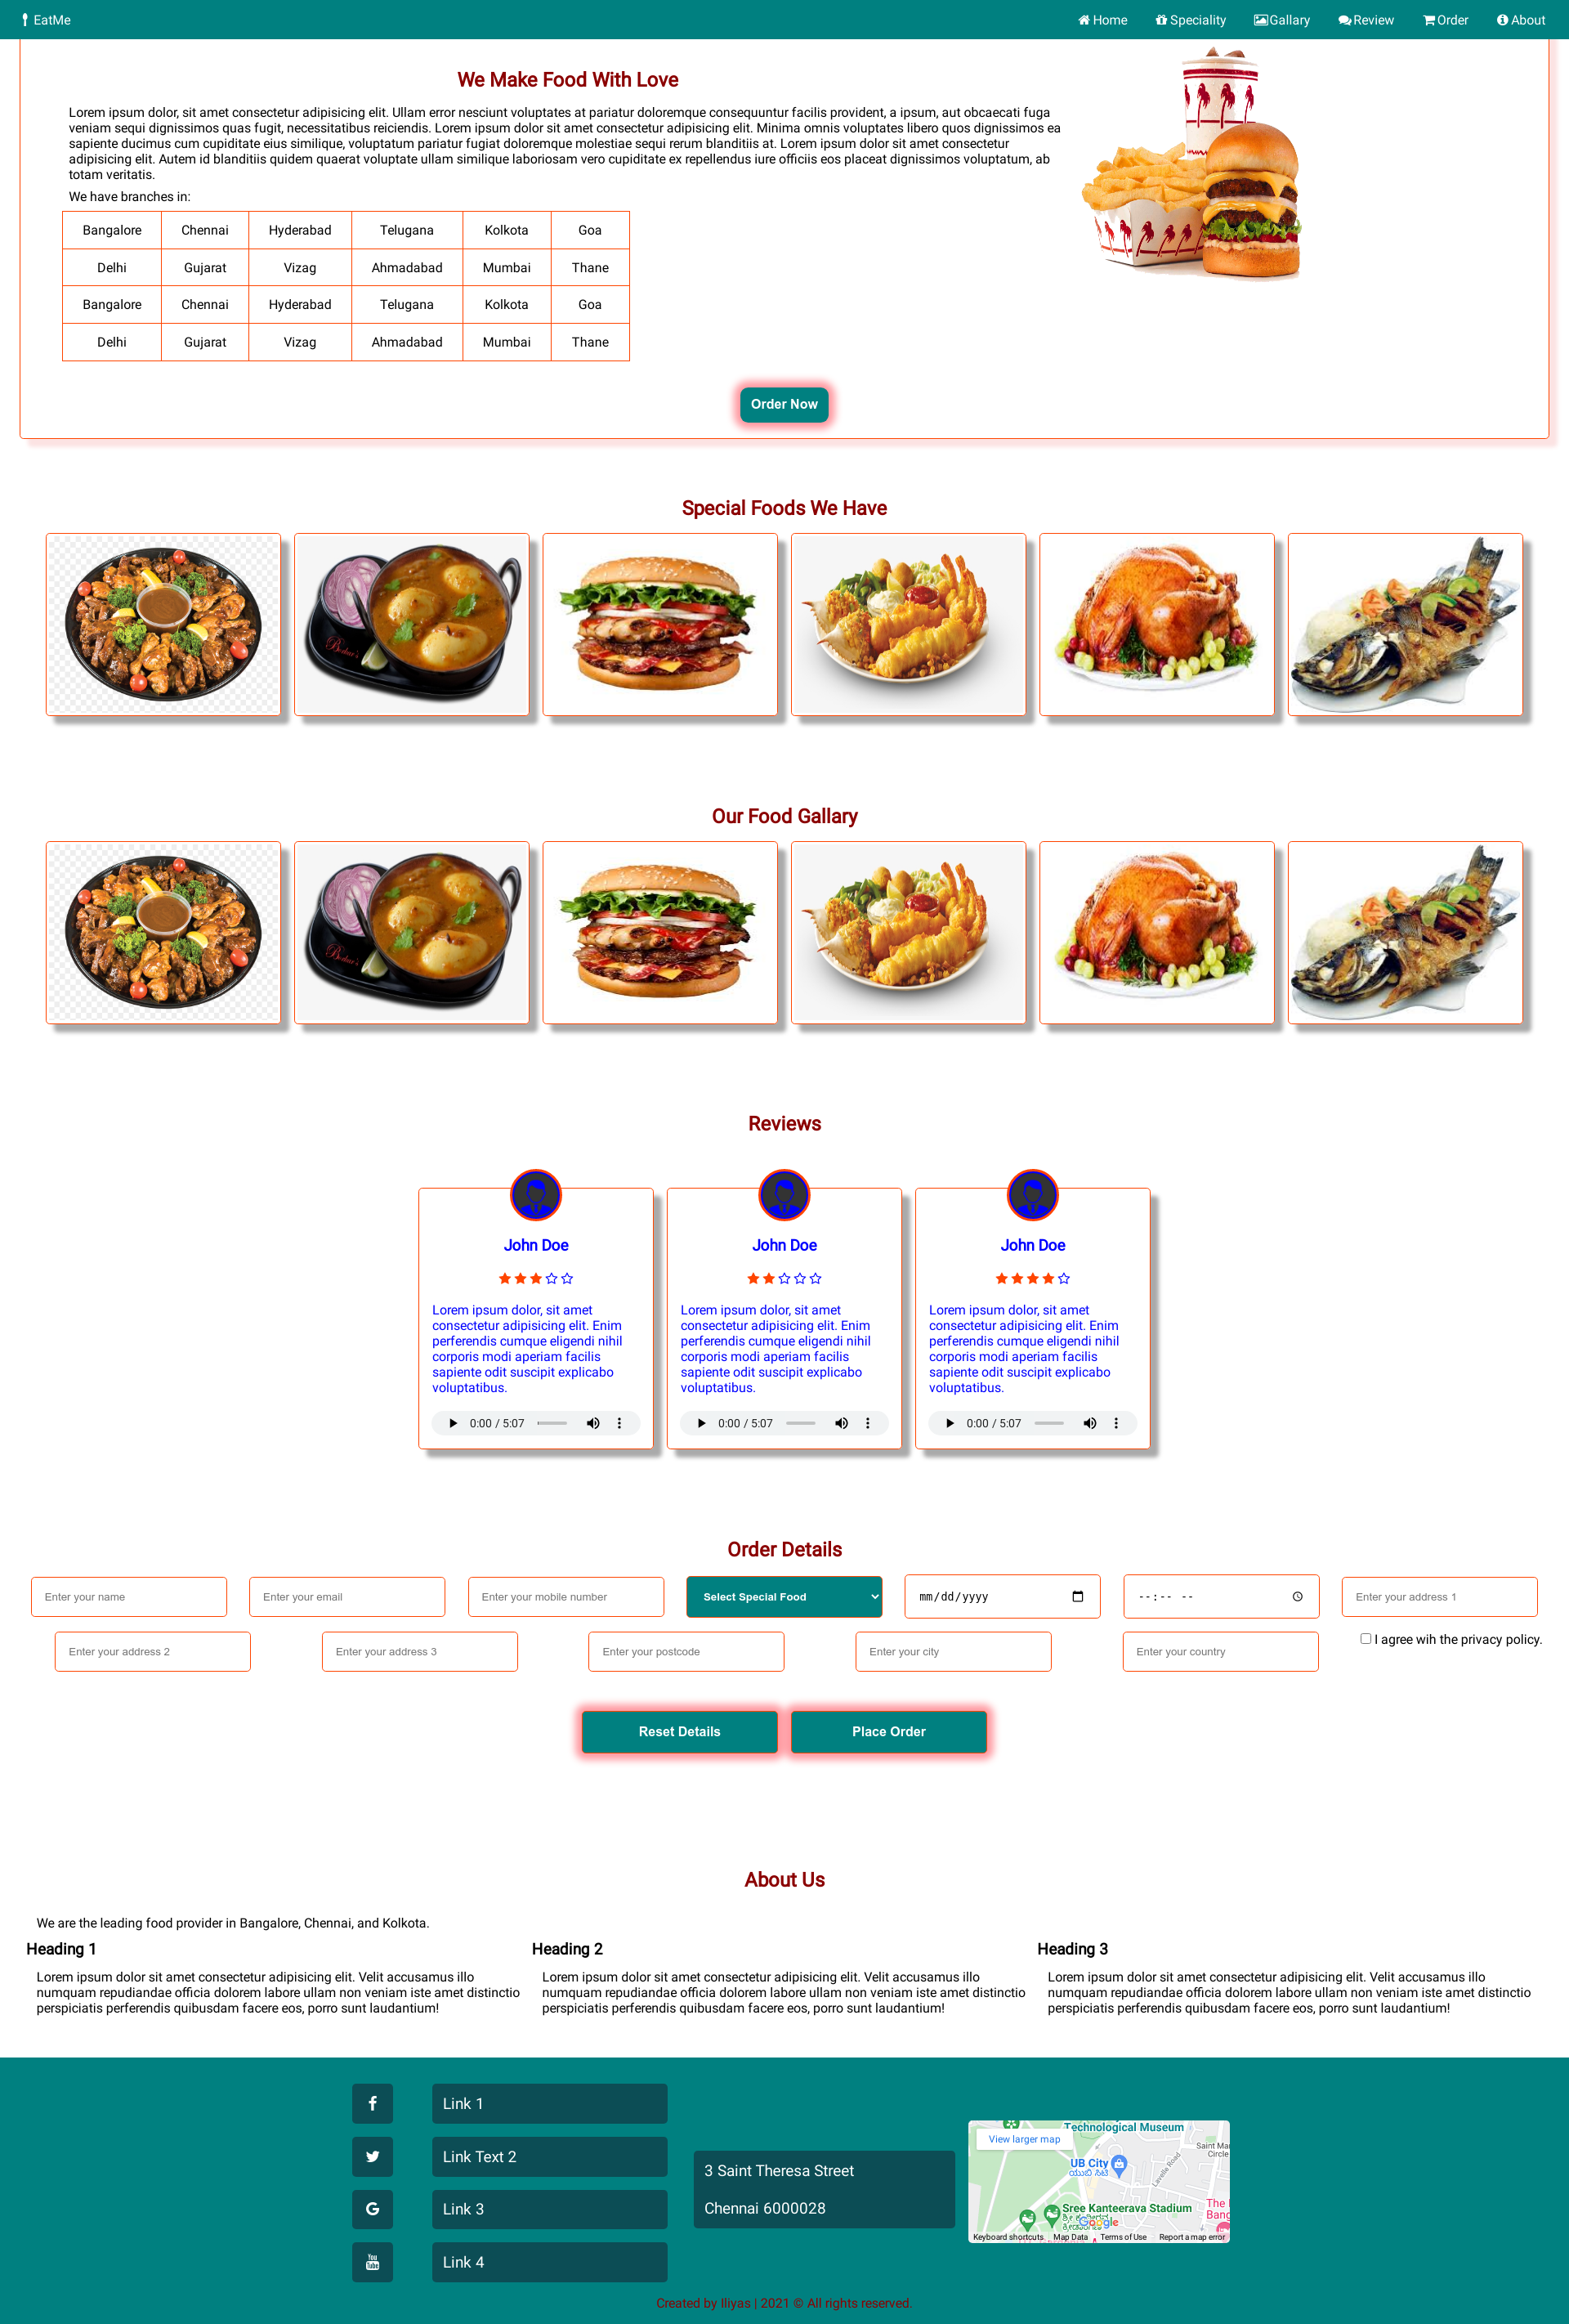 EatMe
Home Speciality Gallary Review Order About
We Make Food With Love
Lorem ipsum dolor, sit amet consectetur adipisicing elit. Ullam error nesciunt voluptates at pariatur doloremque consequuntur facilis provident, a ipsum, aut obcaecati fuga
veniam sequi dignissimos quas fugit, necessitatibus reiciendis. Lorem ipsum dolor sit amet consectetur adipisicing elit. Minima omnis voluptates libero quos dignissimos ea
sapiente ducimus cum cupiditate eius similique, voluptatum pariatur fugiat doloremque molestiae sequi rerum blanditiis at. Lorem ipsum dolor sit amet consectetur
adipisicing elit. Autem id blanditiis quidem quaerat voluptate ullam similique laboriosam vero cupiditate ex repellendus iure officiis eos placeat dignissimos voluptatum, ab
totam veritatis.
We have branches in:
Bangalore Chennai Hyderabad Telugana Kolkota Goa
Delhi Gujarat Vizag Ahmadabad Mumbai Thane
Bangalore Chennai Hyderabad Telugana Kolkota Goa
Delhi Gujarat Vizag Ahmadabad Mumbai Thane
Order Now
Special Foods We Have
Our Food Gallary
Reviews
John Doe
Lorem ipsum dolor, sit amet
consectetur adipisicing elit. Enim
perferendis cumque eligendi nihil
corporis modi aperiam facilis
sapiente odit suscipit explicabo
voluptatibus.
0:00 / 5:07
John Doe
Lorem ipsum dolor, sit amet
consectetur adipisicing elit. Enim
perferendis cumque eligendi nihil
corporis modi aperiam facilis
sapiente odit suscipit explicabo
voluptatibus.
0:00 / 5:07
John Doe
Lorem ipsum dolor, sit amet
consectetur adipisicing elit. Enim
perferendis cumque eligendi nihil
corporis modi aperiam facilis
sapiente odit suscipit explicabo
voluptatibus.
0:00 / 5:07
Order Details
Enter your name Enter your email Enter your mobile number Select Special Food mm/dd/yyyy --:-- -- Enter your address 1
Enter your address 2 Enter your address 3 Enter your postcode Enter your city Enter your country I agree wih the privacy policy.
Reset Details Place Order
About Us
We are the leading food provider in Bangalore, Chennai, and Kolkota.
Heading 1
Lorem ipsum dolor sit amet consectetur adipisicing elit. Velit accusamus illo
numquam repudiandae officia dolorem labore ullam non veniam iste amet distinctio
perspiciatis perferendis quibusdam facere eos, porro sunt laudantium!
Heading 2
Lorem ipsum dolor sit amet consectetur adipisicing elit. Velit accusamus illo
numquam repudiandae officia dolorem labore ullam non veniam iste amet distinctio
perspiciatis perferendis quibusdam facere eos, porro sunt laudantium!
Heading 3
Lorem ipsum dolor sit amet consectetur adipisicing elit. Velit accusamus illo
numquam repudiandae officia dolorem labore ullam non veniam iste amet distinctio
perspiciatis perferendis quibusdam facere eos, porro sunt laudantium!
Link 1
Link Text 2
Link 3
Link 4
3 Saint Theresa Street
Chennai 6000028
Technological Museum
View larger map
Saint
Circle
UB City
ಯುಬಿ ಸಿಟಿ
Lavelle Road
Sree Kanteerava Stadium
The
Google
Keyboard shortcuts Map Data Terms of Use Report a map error
Created by Iliyas | 2021 © All rights reserved.